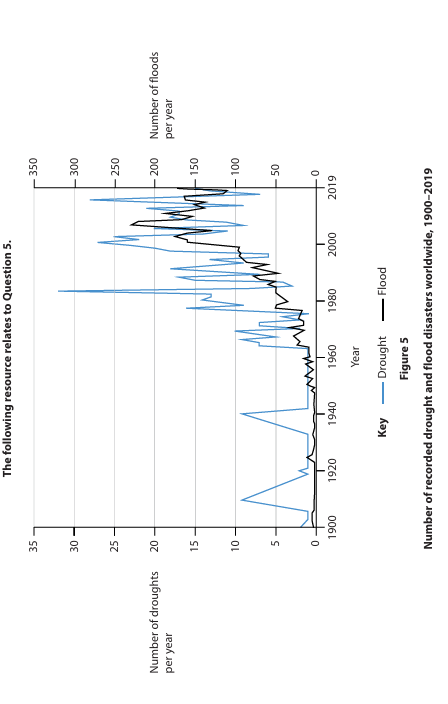 The following resource relates to Question 5.
Number of droughts
per year
35
30
25
20
15
10
5
0
Number of floods
per year
350
300
250
200
150
100
50
0
1900
1920
1940
1960
1980
2000
2019
Year
Key Drought Flood
Figure 5
Number of recorded drought and flood disasters worldwide, 1900–2019